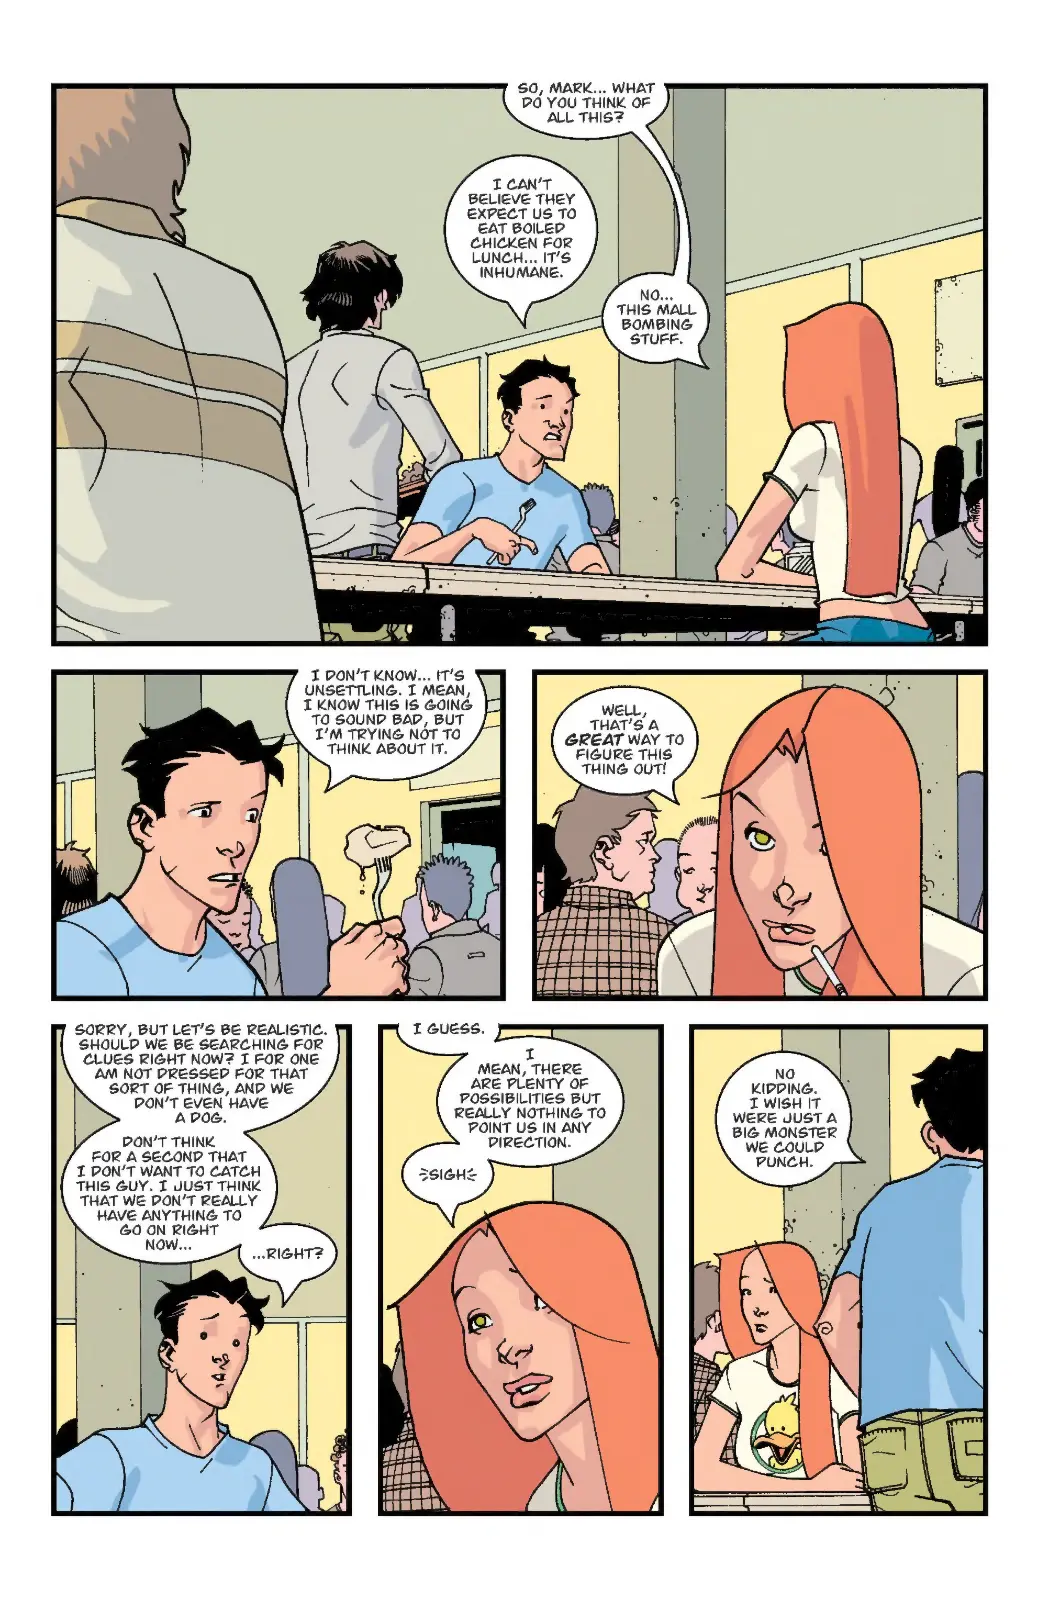 SO, MARK... WHAT
DO YOU THINK OF
ALL THIS?
I CAN'T
BELIEVE THEY
EXPECT US TO
EAT BOILED
CHICKEN FOR
LUNCH... IT'S
INHUMANE.
NO...
THIS MALL
BOMBING
STUFF.
I DON'T KNOW... IT'S
UNSETTLING. I MEAN,
I KNOW THIS IS GOING
TO SOUND BAD, BUT
I'M TRYING NOT TO
THINK ABOUT IT.
WELL,
THAT'S A
GREAT WAY TO
FIGURE THIS
THING OUT!
SORRY, BUT LET'S BE REALISTIC.
SHOULD WE BE SEARCHING FOR
CLUES RIGHT NOW? I FOR ONE
AM NOT DRESSED FOR THAT
SORT OF THING, AND WE
DON'T EVEN HAVE
A DOG.
DON'T THINK
FOR A SECOND THAT
I DON'T WANT TO CATCH
THIS GUY. I JUST THINK
THAT WE DON'T REALLY
HAVE ANYTHING TO
GO ON RIGHT
NOW...
...RIGHT?
I GUESS.
I
MEAN, THERE
ARE PLENTY OF
POSSIBILITIES BUT
REALLY NOTHING TO
POINT US IN ANY
DIRECTION.
SIGH
NO
KIDDING.
I WISH IT
WERE JUST A
BIG MONSTER
WE COULD
PUNCH.